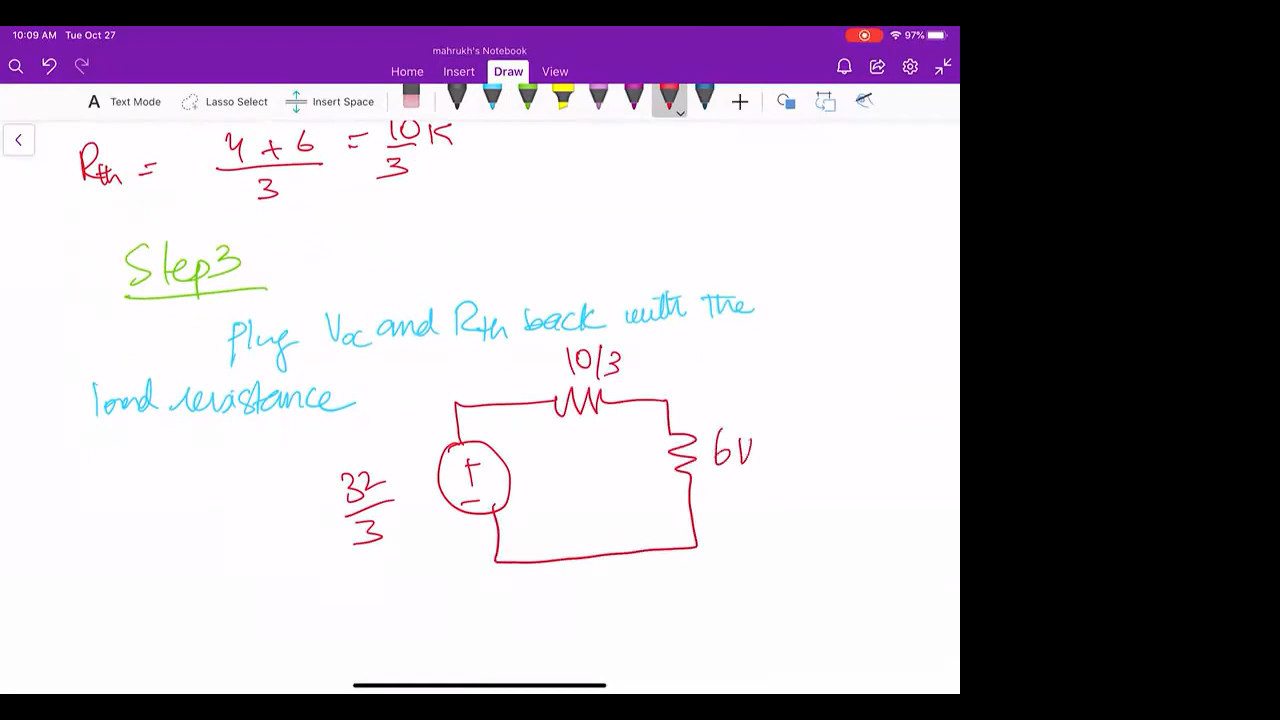 10:09 AM Tue Oct 27
97%
mahrukh's Notebook
Home Insert Draw View
Text Mode Lasso Select Insert Space
Rth = 4 + 6 / 3 = 10/3 K
Step3
plug Voc and Rth back with the
load resistance
10/3
6V
32/3